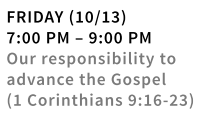 FRIDAY (10/13)
7:00 PM – 9:00 PM
Our responsibility to
advance the Gospel
(1 Corinthians 9:16-23)